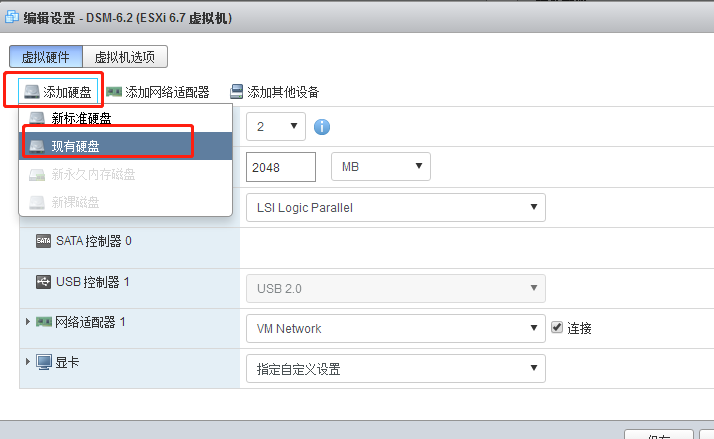 编辑设置 - DSM-6.2 (ESXi 6.7 虚拟机)
虚拟硬件 虚拟机选项
添加硬盘 添加网络适配器 添加其他设备
新标准硬盘
2
现有硬盘
2048 MB
新永久内存磁盘
新裸磁盘
LSI Logic Parallel
SATA SATA 控制器 0
USB 控制器 1 USB 2.0
网络适配器 1 VM Network 连接
显卡 指定自定义设置